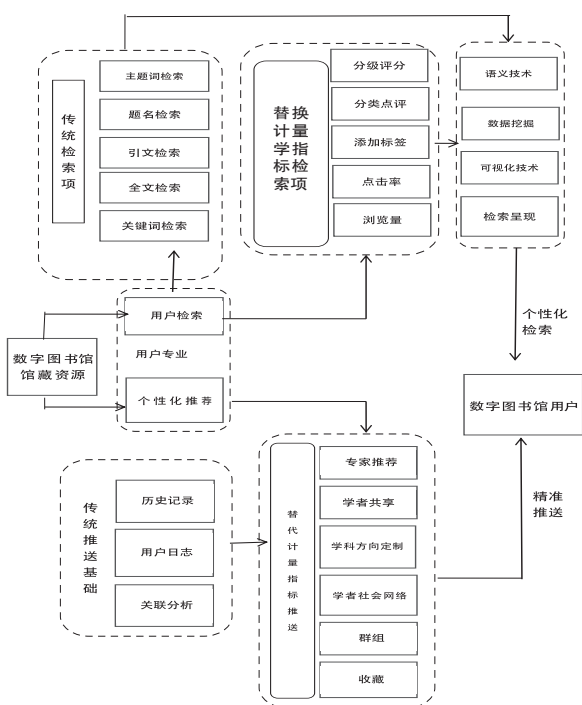 传统检索项
主题词检索
题名检索
引文检索
全文检索
关键词检索
替换
计量
学指
标检
索项
分级评分
分类点评
添加标签
点击率
浏览量
语义技术
数据挖掘
可视化技术
检索呈现
数字图书馆
馆藏资源
用户检索
用户专业
个性化推荐
个性化
检索
数字图书馆用户
传统推送基础
历史记录
用户日志
关联分析
替代计量指标推送
专家推荐
学者共享
学科方向定制
学者社会网络
群组
收藏
精准
推送